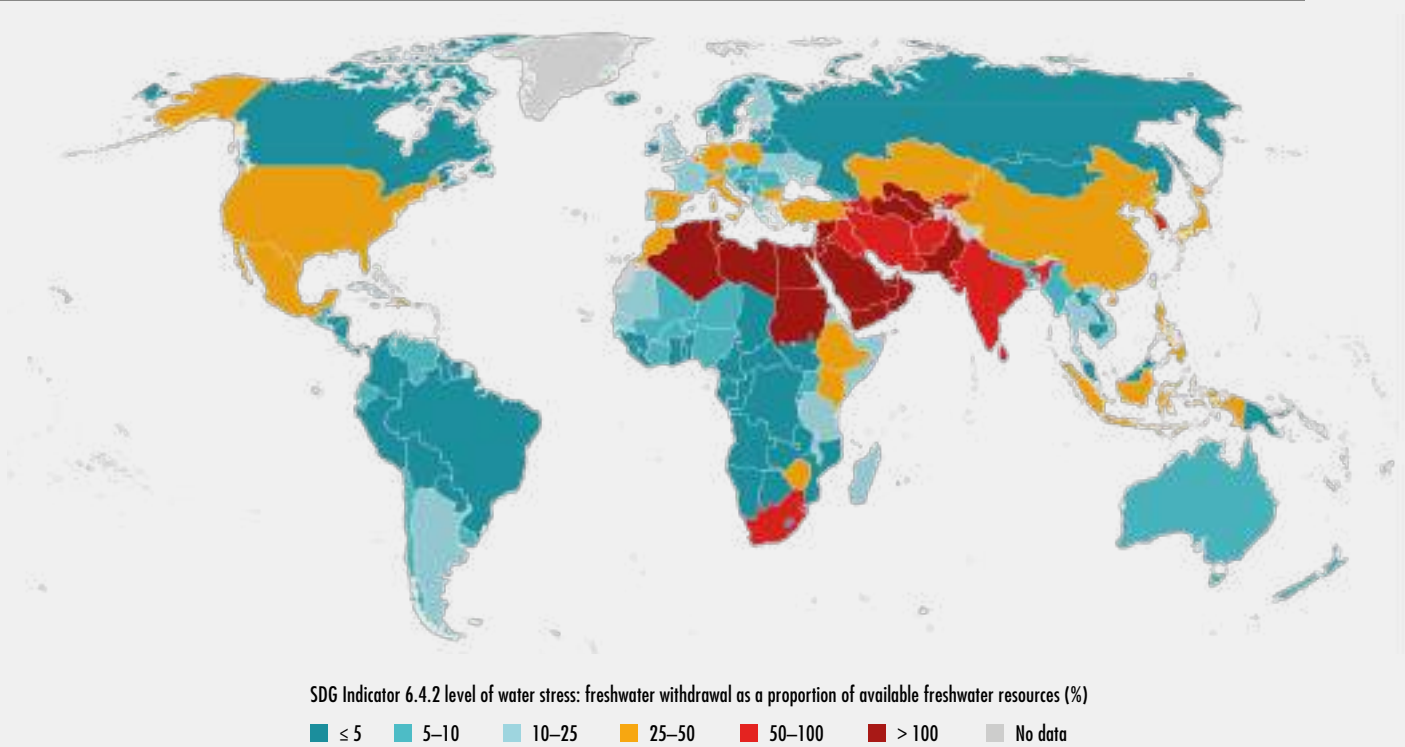 SDG Indicator 6.4.2 level of water stress: freshwater withdrawal as a proportion of available freshwater resources (%)
≤ 5 5–10 10–25 25–50 50–100 > 100 No data